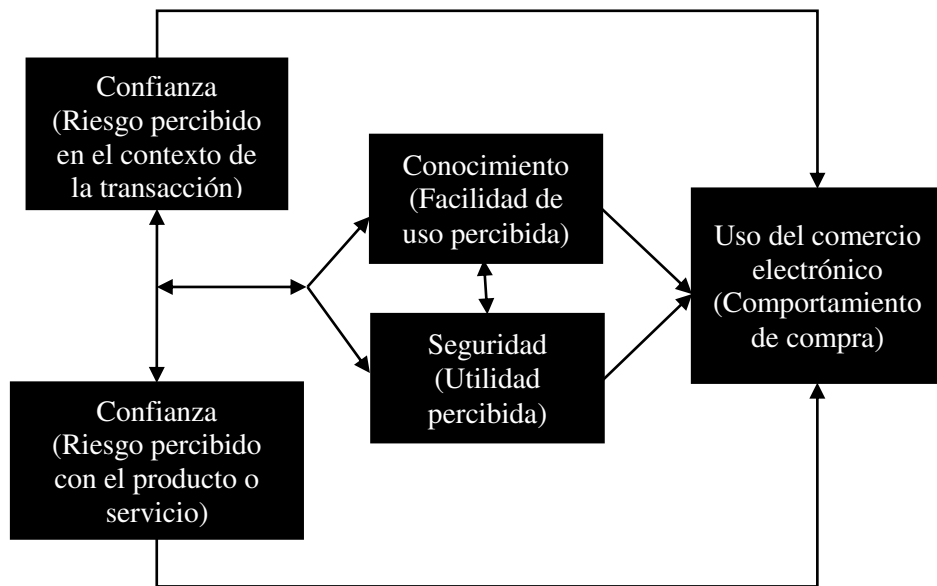 Confianza
(Riesgo percibido
en el contexto de
la transacción)
Conocimiento
(Facilidad de
uso percibida)
Uso del comercio
electrónico
(Comportamiento
de compra)
Seguridad
(Utilidad
percibida)
Confianza
(Riesgo percibido
con el producto o
servicio)